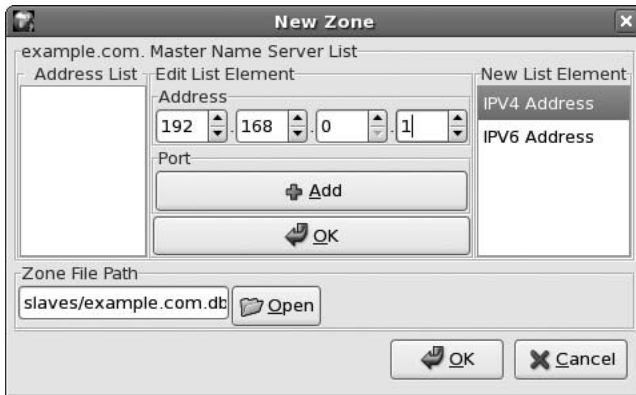 New Zone
example.com. Master Name Server List
Address List
Edit List Element
New List Element
Address
192 . 168 . 0 . 1
IPV4 Address
IPV6 Address
Port
Add
OK
Zone File Path
slaves/example.com.db
Open
OK
Cancel